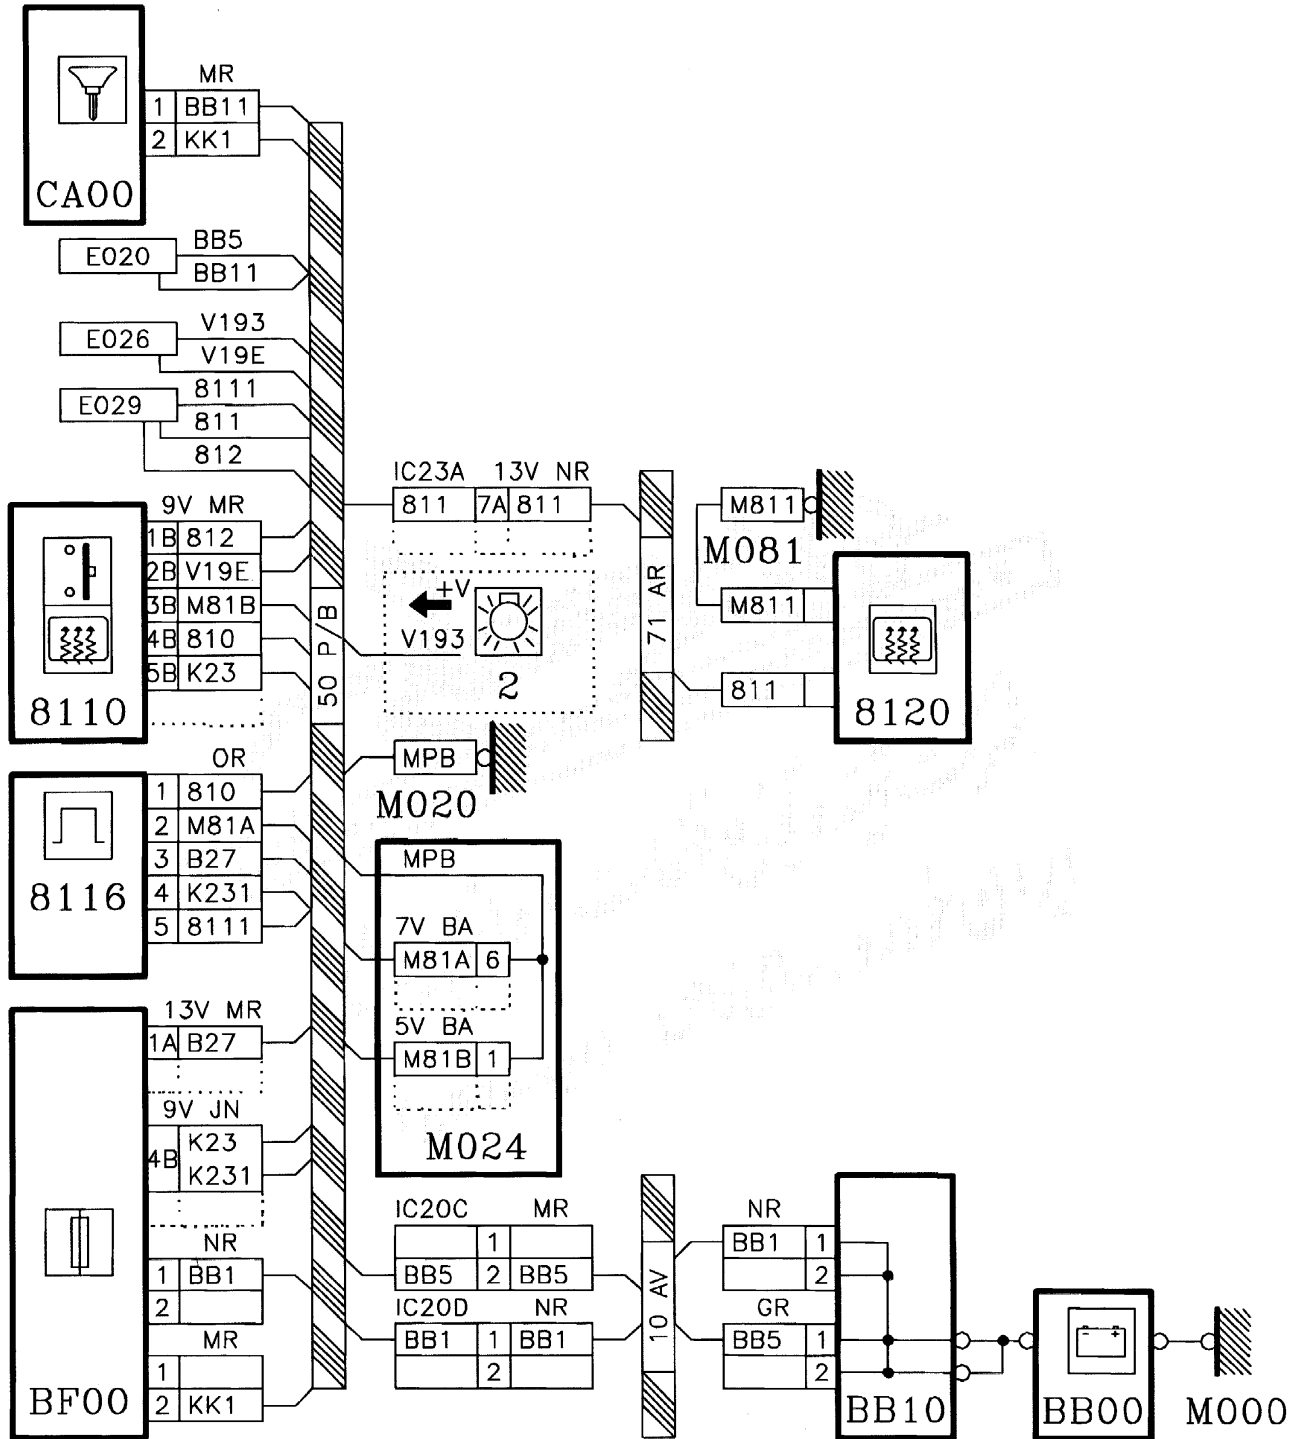 MR
1 BB11
2 KK1
CA00
E020 BB5
BB11
E026 V193
V19E
E029 8111
811
812
9V MR
1B 812
2B V19E
3B M81B
4B 810
5B K23
8110
OR
1 810
2 M81A
3 B27
4 K231
5 8111
8116
13V MR
1A B27
9V JN
4B K23
K231
NR
1 BB1
2
MR
1
2 KK1
BF00
50 P/B
IC23A 13V NR
811 7A 811
+V
V193
2
MPB
M020
MPB
7V BA
M81A 6
5V BA
M81B 1
M024
IC20C MR
1
BB5 2 BB5
IC20D NR
BB1 1 BB1
2
71 AR
M811
M081
M811
811
8120
10 AV
NR
BB1 1
2
GR
BB5 1
2
BB10
- +
BB00
M000